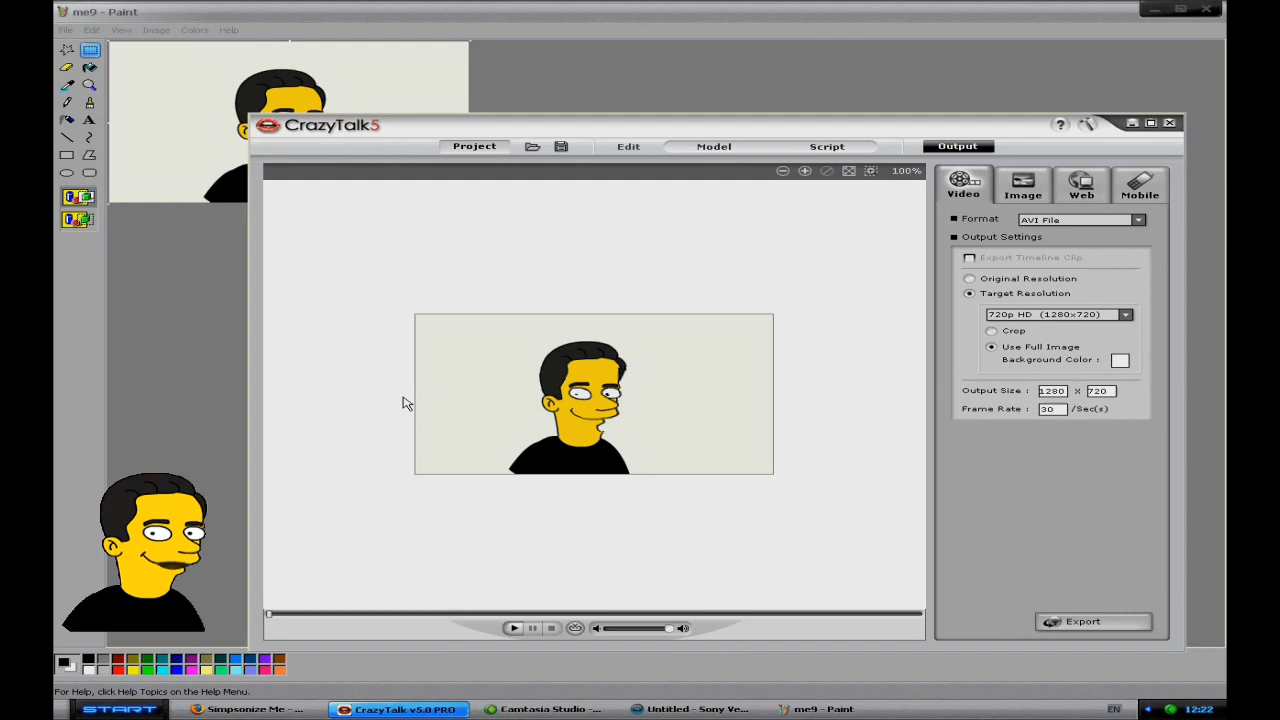 me9 - Paint
File Edit View Image Colors Help
CrazyTalk5
?
Project Edit Model Script Output
100%
Video Image Web Mobile
Format AVI File
Output Settings
Export Timeline Clip
Original Resolution
Target Resolution
720p HD (1280x720)
Crop
Use Full Image
Background Color :
Output Size : 1280 X 720
Frame Rate : 30 /Sec(s)
Export
For Help, click Help Topics on the Help Menu.
START Simpsonize Me - ... CrazyTalk v5.0 PRO Camtasia Studio -... Untitled - Sony Ve... me9 - Paint EN 12:22